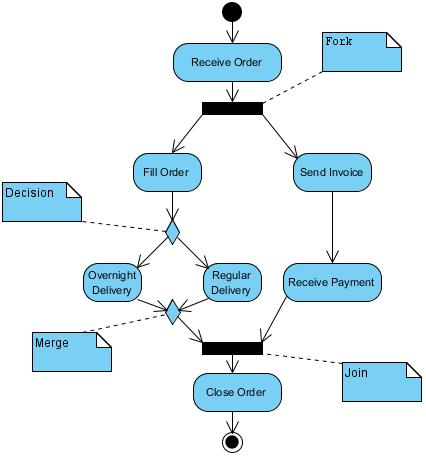 Fork
Receive Order
Fill Order
Send Invoice
Decision
Overnight
Delivery
Regular
Delivery
Receive Payment
Merge
Join
Close Order